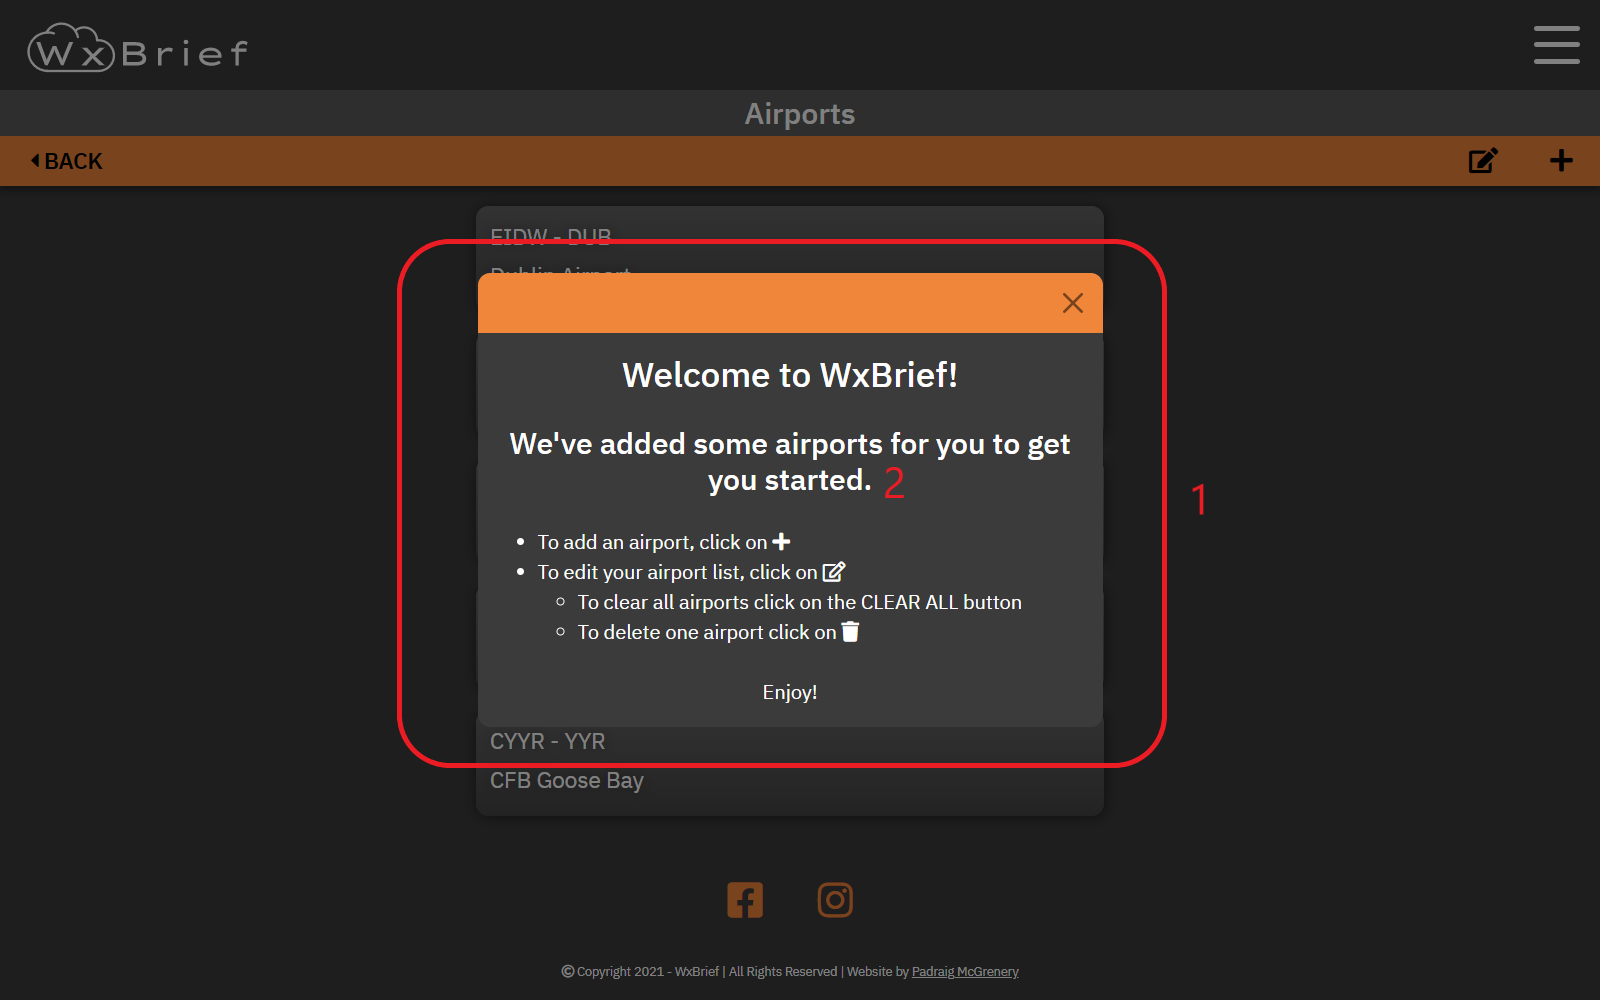 WxBrief
Airports
BACK
EIDW - DUB
Dublin Airport
Welcome to WxBrief!
We've added some airports for you to get
you started. 2
1
To add an airport, click on
To edit your airport list, click on
To clear all airports click on the CLEAR ALL button
To delete one airport click on
Enjoy!
CYYR - YYR
CFB Goose Bay
© Copyright 2021 - WxBrief | All Rights Reserved | Website by Padraig McGrenery